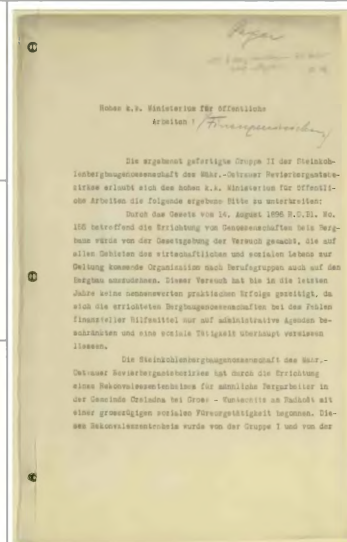 Hohes k.k. Ministerium für öffentliche
Arbeiten !
Die ergebenst gefertigte Gruppe II der Steinkoh-
lenbergbaugenossenschaft des Mähr.-Ostrauer Revierbergamtsbe-
zirkes erlaubt sich dem hohen k.k. Ministerium für öffentli-
che Arbeiten die folgende ergebene Bitte zu unterbreiten:
Durch das Gesetz vom 14. August 1896 R.G.Bl. No.
156 betreffend die Errichtung von Genossenschaften beim Berg-
baue wurde von der Gesetzgebung der Versuch gemacht, die auf
allen Gebieten des wirtschaftlichen und sozialen Lebens zur
Geltung kommende Organisation nach Berufsgruppen auch auf den
Bergbau auszudehnen. Dieser Versuch hat bis in die letzten
Jahre keine nennenswerten praktischen Erfolge gezeitigt, da
sich die errichteten Bergbaugenossenschaften bei dem Fehlen
finanzieller Hilfsmittel nur auf administrative Agenden be-
schränkten und eine soziale Tätigkeit überhaupt vermissen
liessen.
Die Steinkohlenbergbaugenossenschaft des Mähr.-
Ostrauer Revierbergamtsbezirkes hat durch die Errichtung
eines Rekonvaleszentenheimes für männliche Bergarbeiter in
der Gemeinde bei Gross - Kuntschitz am Radhoscht mit
einer grosszügigen sozialen Fürsorgetätigkeit begonnen. Die-
ses Rekonvaleszentenheim wurde von der Gruppe I und von der